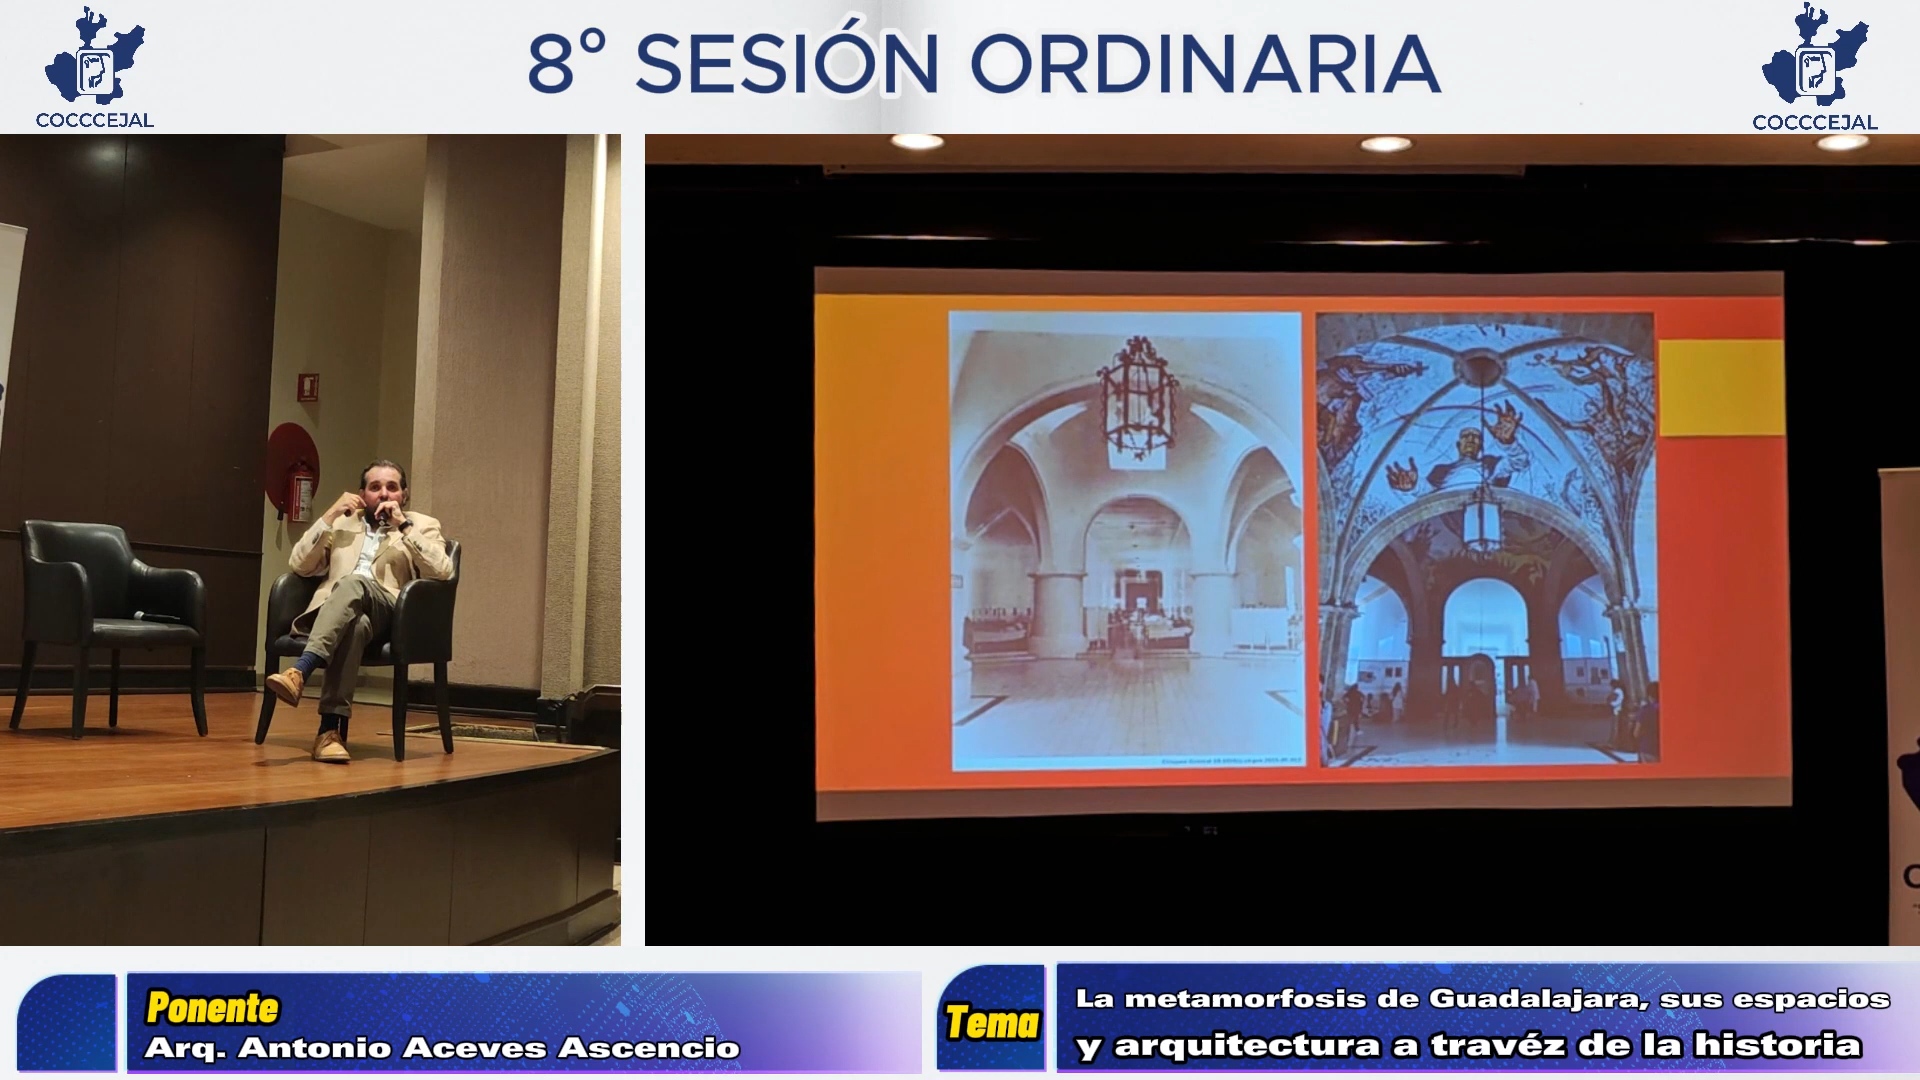 8° SESIÓN ORDINARIA
COCCCEJAL
COCCCEJAL
Ponente
Arq. Antonio Aceves Ascencio
Tema
La metamorfosis de Guadalajara, sus espacios
y arquitectura a travéz de la historia